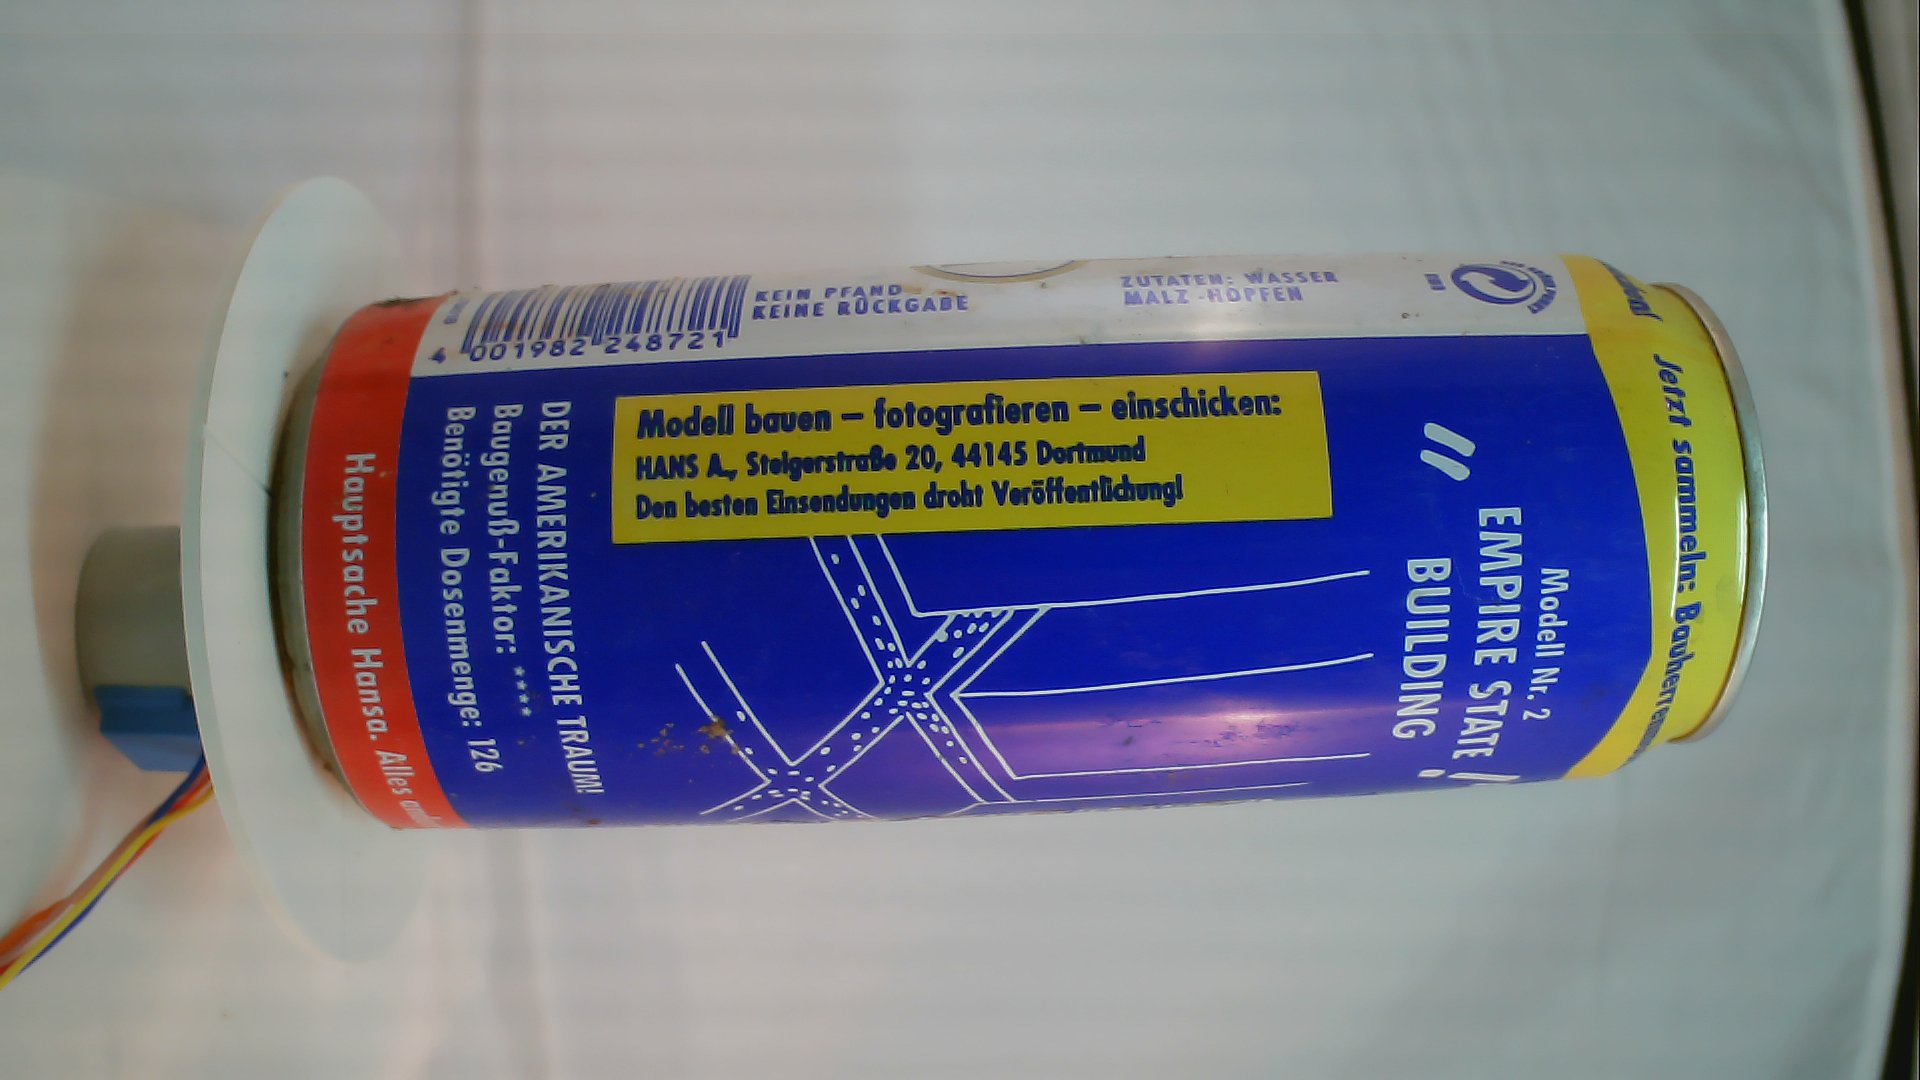 KEIN PFAND
KEINE RÜCKGABE
4 001982 248721
ZUTATEN: WASSER
MALZ - HOPFEN
Modell bauen – fotografieren – einschicken:
HANS A., Steigerstraße 20, 44145 Dortmund
Den besten Einsendungen droht Veröffentlichung!
Jetzt sammeln:
Modell Nr. 2
"EMPIRE STATE
BUILDING"
DER AMERIKANISCHE TRAUM!
Baugenuß-Faktor: ****
Benötigte Dosenmenge: 126
Hauptsache Hansa. Alles